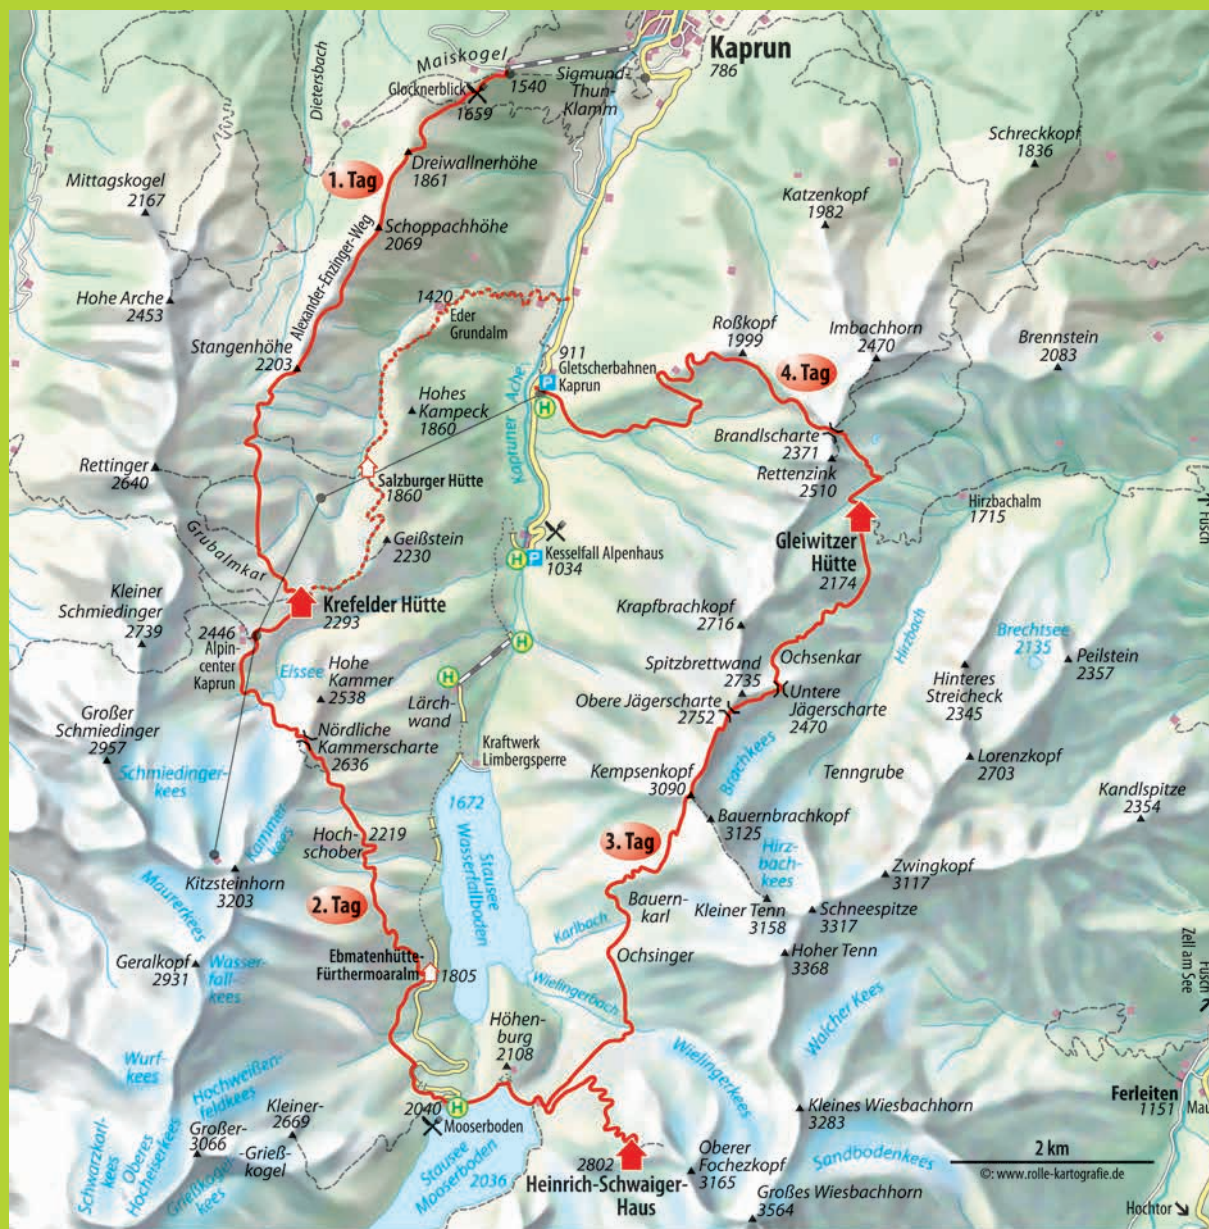 Kaprun
786
Maiskogel
Dietersbach
Glocknerblick
1659
1540
Sigmund-
Thun-
Klamm
Schreckkopf
1836
Dreiwallnerhöhe
1861
1. Tag
Mittagskogel
2167
Katzenkopf
1982
Schoppachhöhe
2069
Alexander-Enzinger-Weg
Hohe Arche
2453
1420
Eder
Grundalm
Stangenhöhe
2203
Roßkopf
1999
Imbachhorn
2470
Brennstein
2083
911
Gletscherbahnen
Kaprun
P
H
4. Tag
Kapruner Ache
Hohes
Kampeck
1860
Brandlscharte
2371
Rettenzink
2510
Rettinger
2640
Salzburger Hütte
1860
Hirzbachalm
1715
Fusch
Grubalmkar
Geißstein
2230
H
P
Kesselfall Alpenhaus
1034
Gleiwitzer
Hütte
2174
Kleiner
Schmiedinger
2739
Krefelder Hütte
2293
Krapfbrachkopf
2716
Hirzbach
Brechtsee
2135
Peilstein
2357
2446
Alpin-
center
Kaprun
Eissee
Hohe
Kammer
2538
H
H
Lärch-
wand
Spitzbrettwand
2735
Ochsenkar
Hinteres
Streicheck
2345
Obere Jägerscharte
2752
Untere
Jägerscharte
2470
Großer
Schmiedinger
2957
Nördliche
Kammerscharte
2636
Kraftwerk
Limbergsperre
Schmiedinger-
kees
Kempsenkopf
3090
Brachkees
Tenngrube
Lorenzkopf
2703
Kandlspitze
2354
1672
Stausee
Wasserfallboden
Kammer-
kees
Hoch-
schober
2219
3. Tag
Bauernbrachkopf
3125
Hirz-
bach-
kees
Zwingkopf
3117
Kitzsteinhorn
3203
Maurerkees
2. Tag
Bauern-
karl
Kleiner Tenn
3158
Schneespitze
3317
Karlbach
Ochsinger
Hoher Tenn
3368
Zell am See
Fusch
Geralkopf
2931
Wasser-
fall-
kees
Ebmatenhütte-
Fürthermoaralm
1805
Wielingerbach
Walcher Kees
Höhen-
burg
2108
Wielingerkees
Wurf-
kees
Hochweißen-
feldkees
Ferleiten
1151
Mau
Kleines Wiesbachhorn
3283
Schwarzkarl-
kees
Oberes
Hocheiserkees
Großer-
3066
Kleiner-
2669
-Grieß-
kogel
Grießkogel-
kees
2040
H
Mooserboden
Stausee
Mooserboden
2036
2802
Heinrich-Schwaiger-
Haus
Oberer
Fochezkopf
3165
Sandbodenkees
Großes Wiesbachhorn
3564
2 km
©: www.rolle-kartografie.de
Hochtor